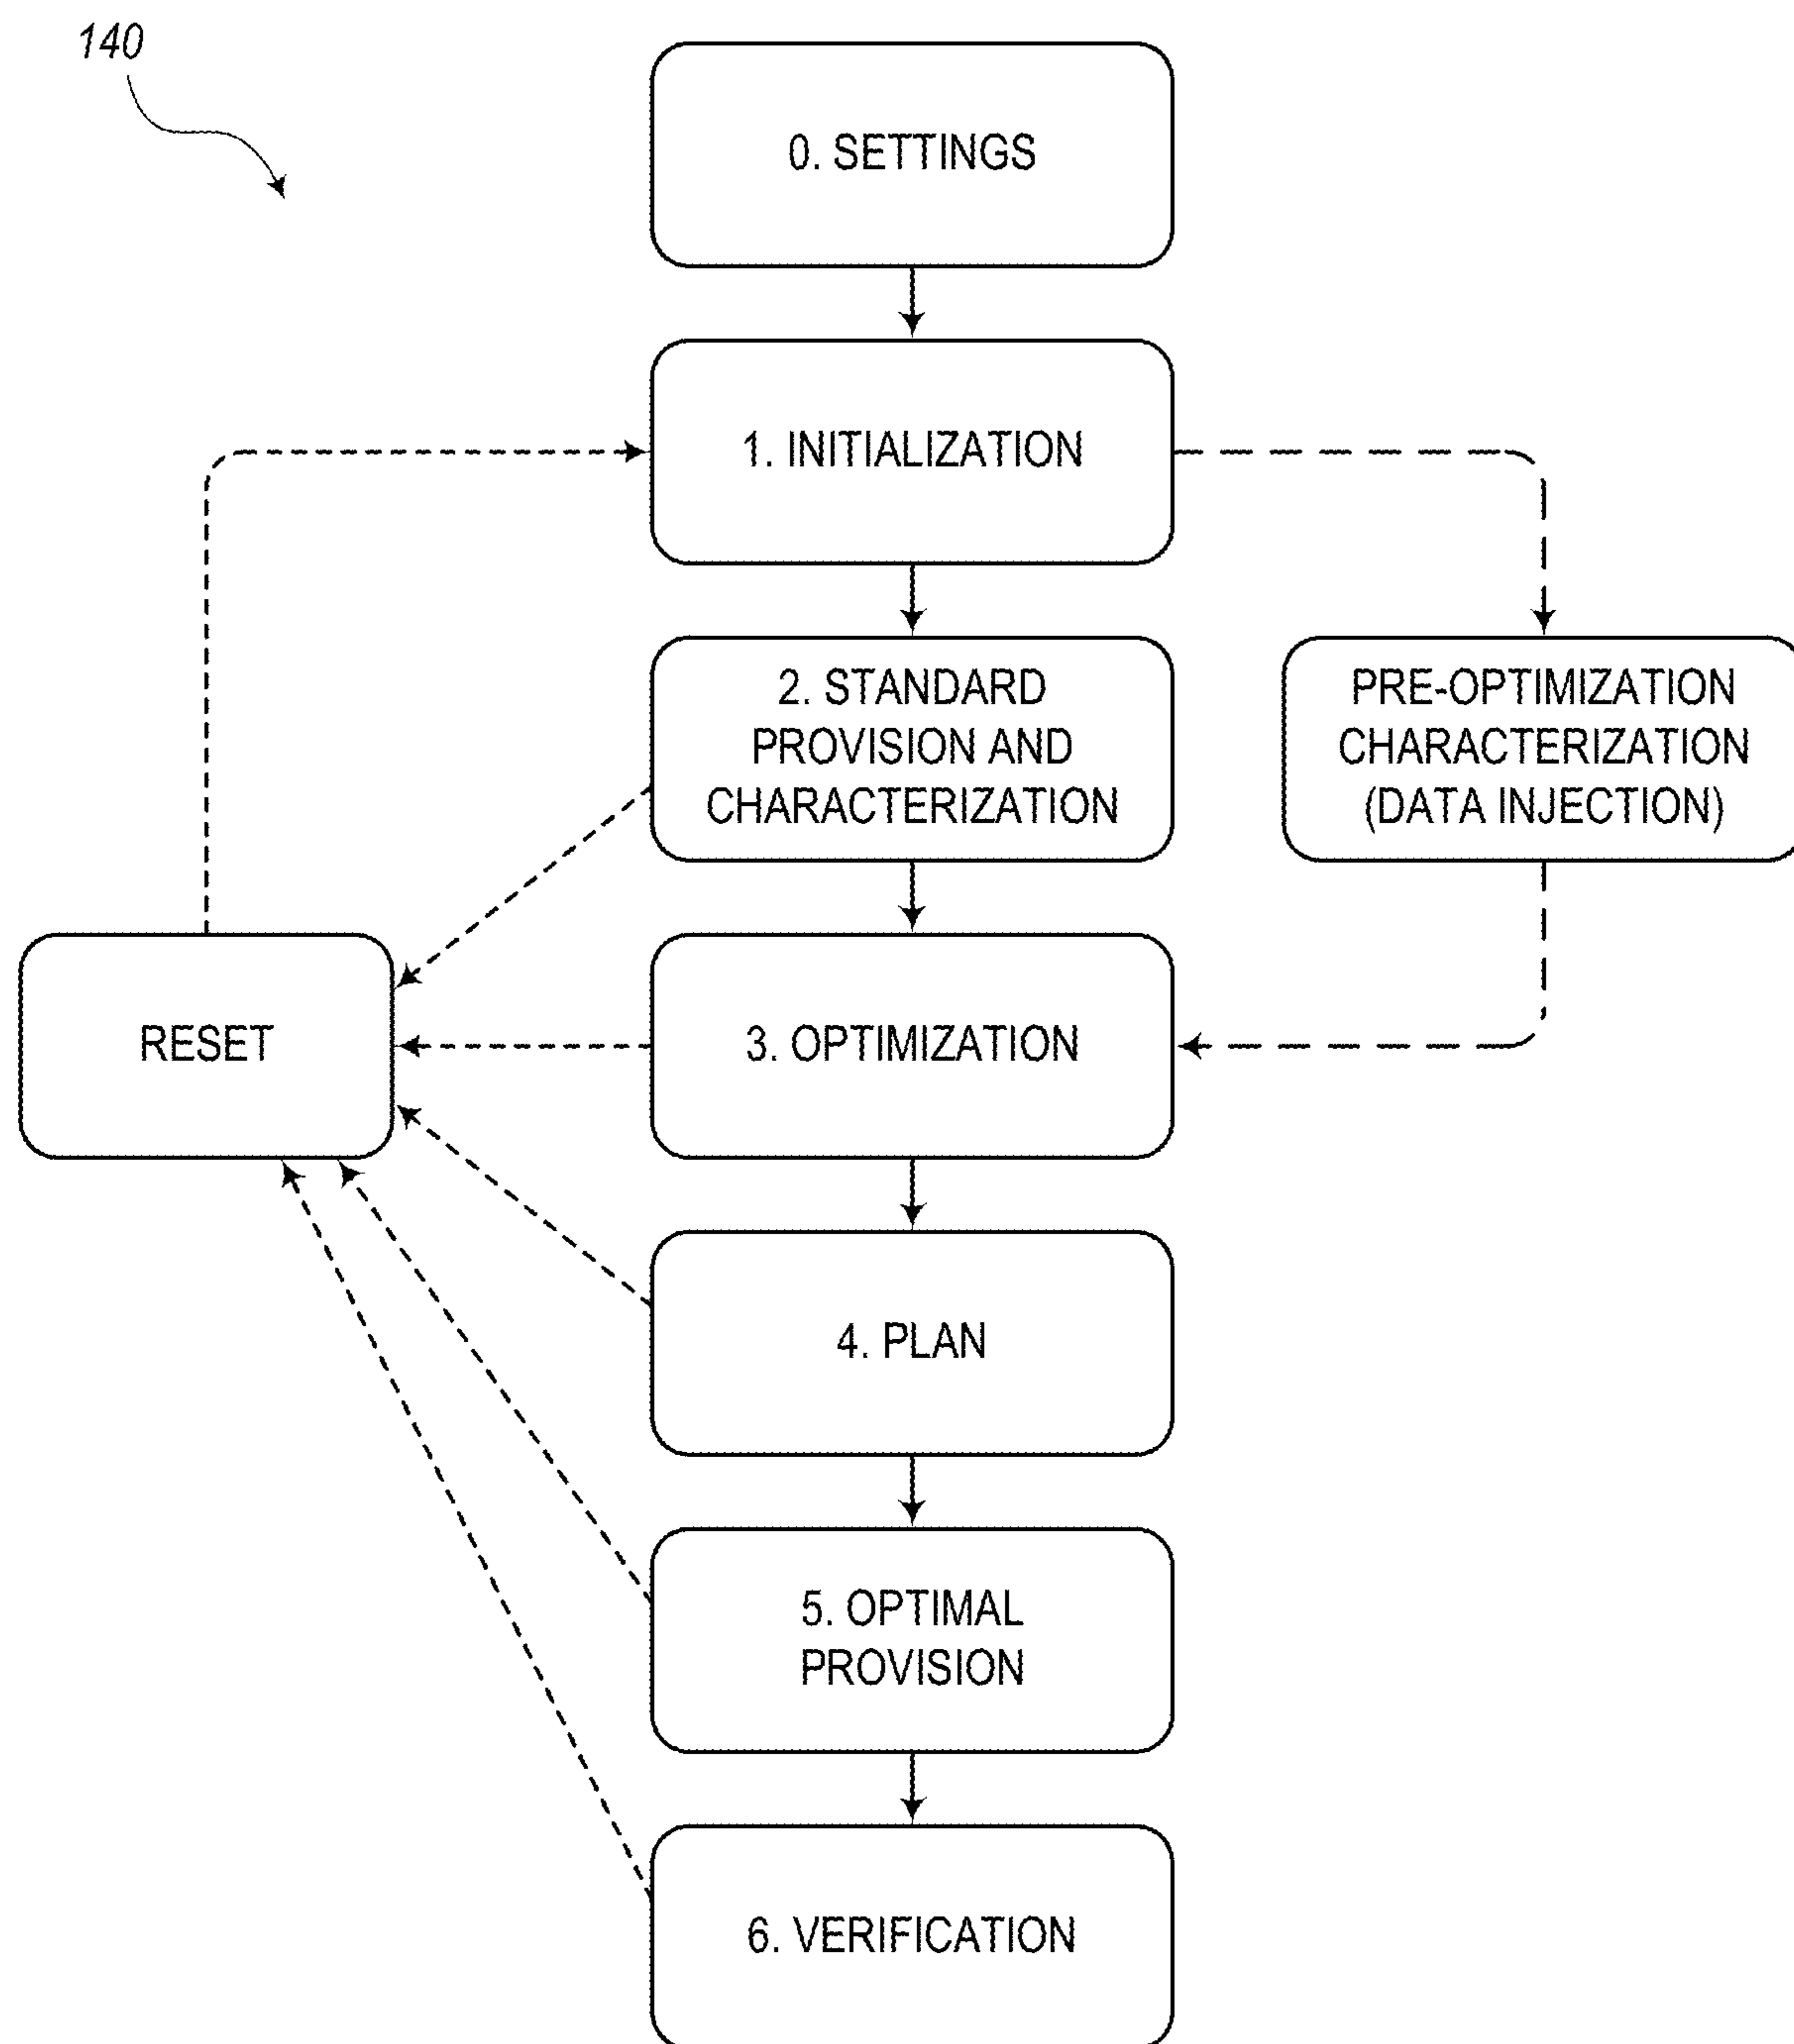 140
0. SETTINGS
1. INITIALIZATION
2. STANDARD
PROVISION AND
CHARACTERIZATION
PRE-OPTIMIZATION
CHARACTERIZATION
(DATA INJECTION)
RESET
3. OPTIMIZATION
4. PLAN
5. OPTIMAL
PROVISION
6. VERIFICATION